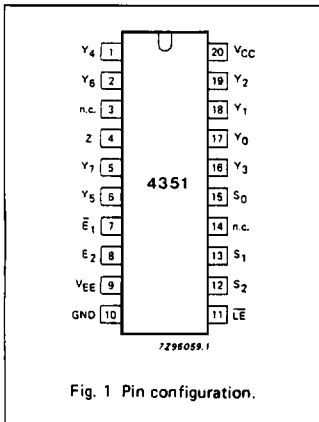 Y4 1 20 VCC
Y6 2 19 Y2
n.c. 3 18 Y1
Z 4 17 Y0
Y7 5 16 Y3
4351
Y5 6 15 S0
E̅1 7 14 n.c.
E2 8 13 S1
VEE 9 12 S2
GND 10 11 L̅E̅
7Z96059.1
Fig. 1 Pin configuration.